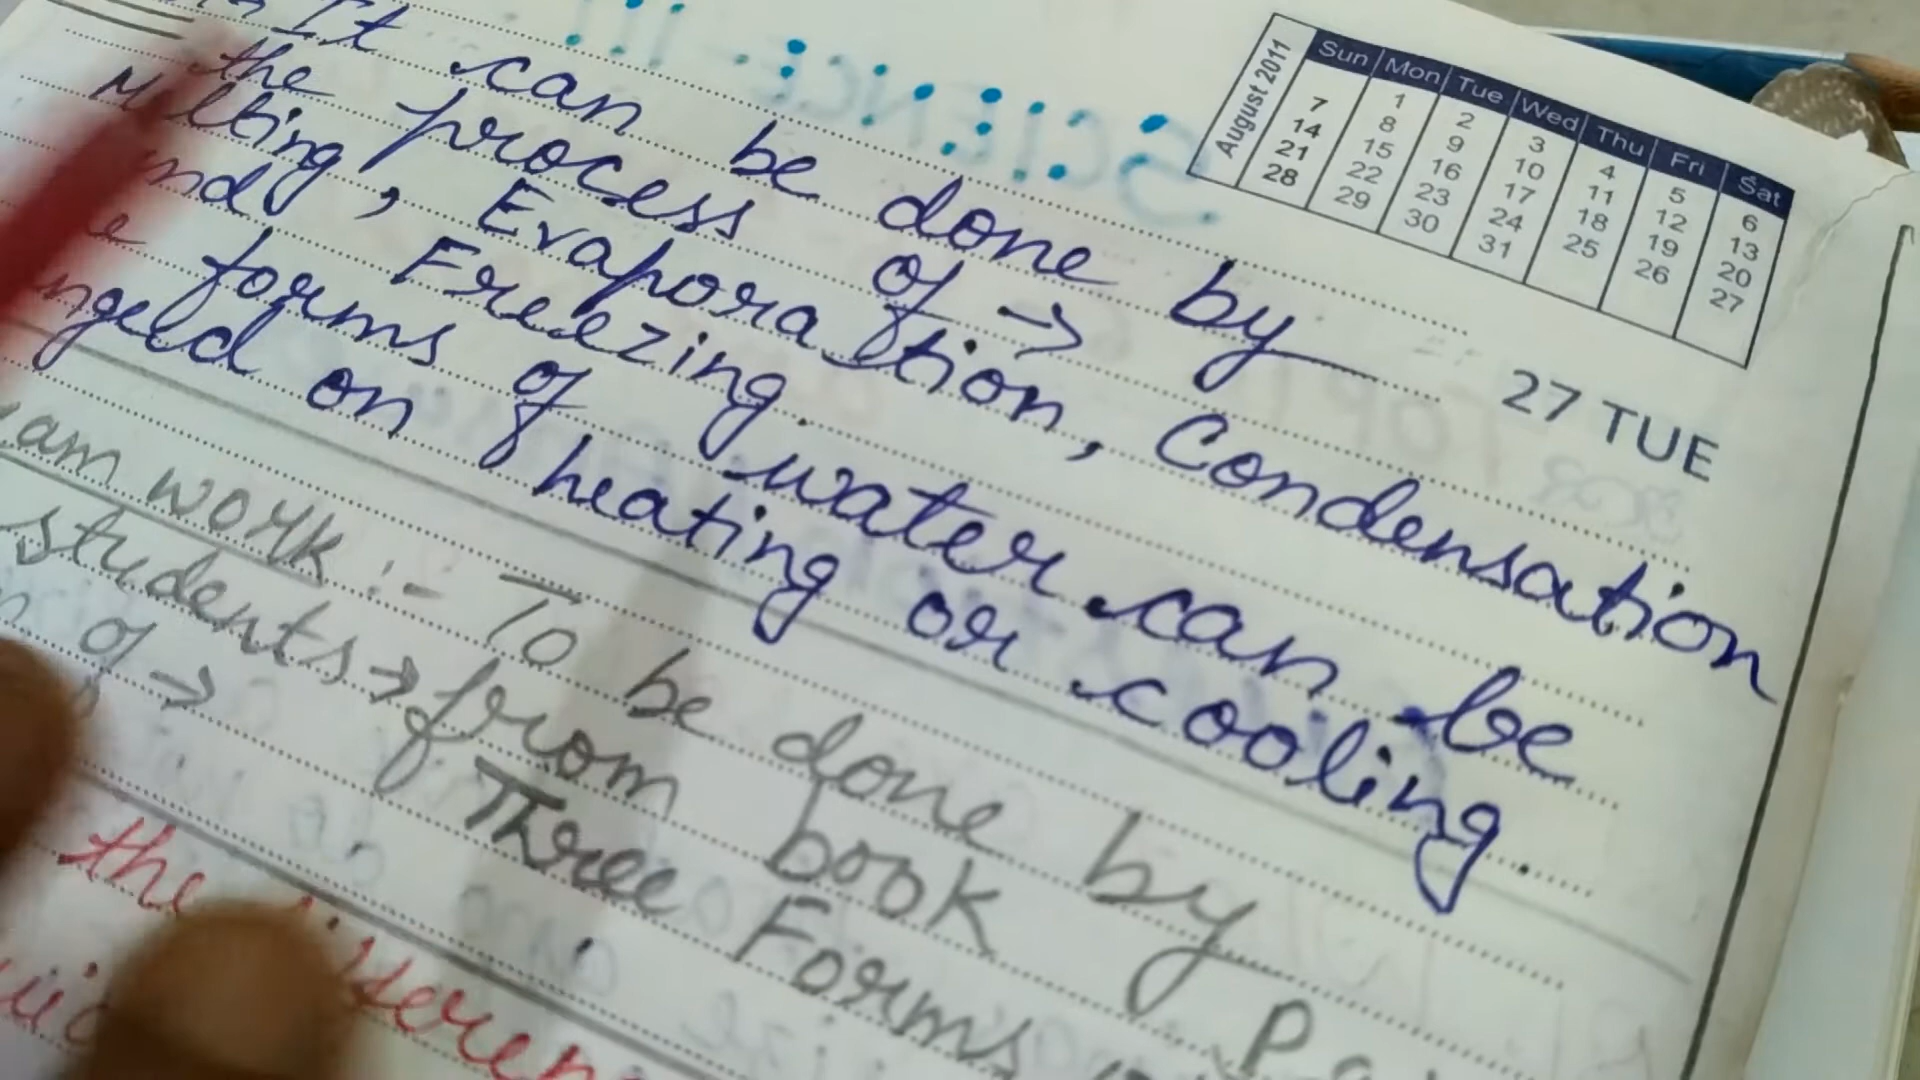 It can be done by
the process of →
Melting, Evaporation, Condensation
and Freezing.
forms of water can be
on heating or cooling.
work :- To be done by
students → from book
of → Three Forms
the
SCIENCE - III
August 2011
Sun Mon Tue Wed Thu Fri Sat
1 2 3 4 5 6
7 8 9 10 11 12 13
14 15 16 17 18 19 20
21 22 23 24 25 26 27
28 29 30 31
27 TUE